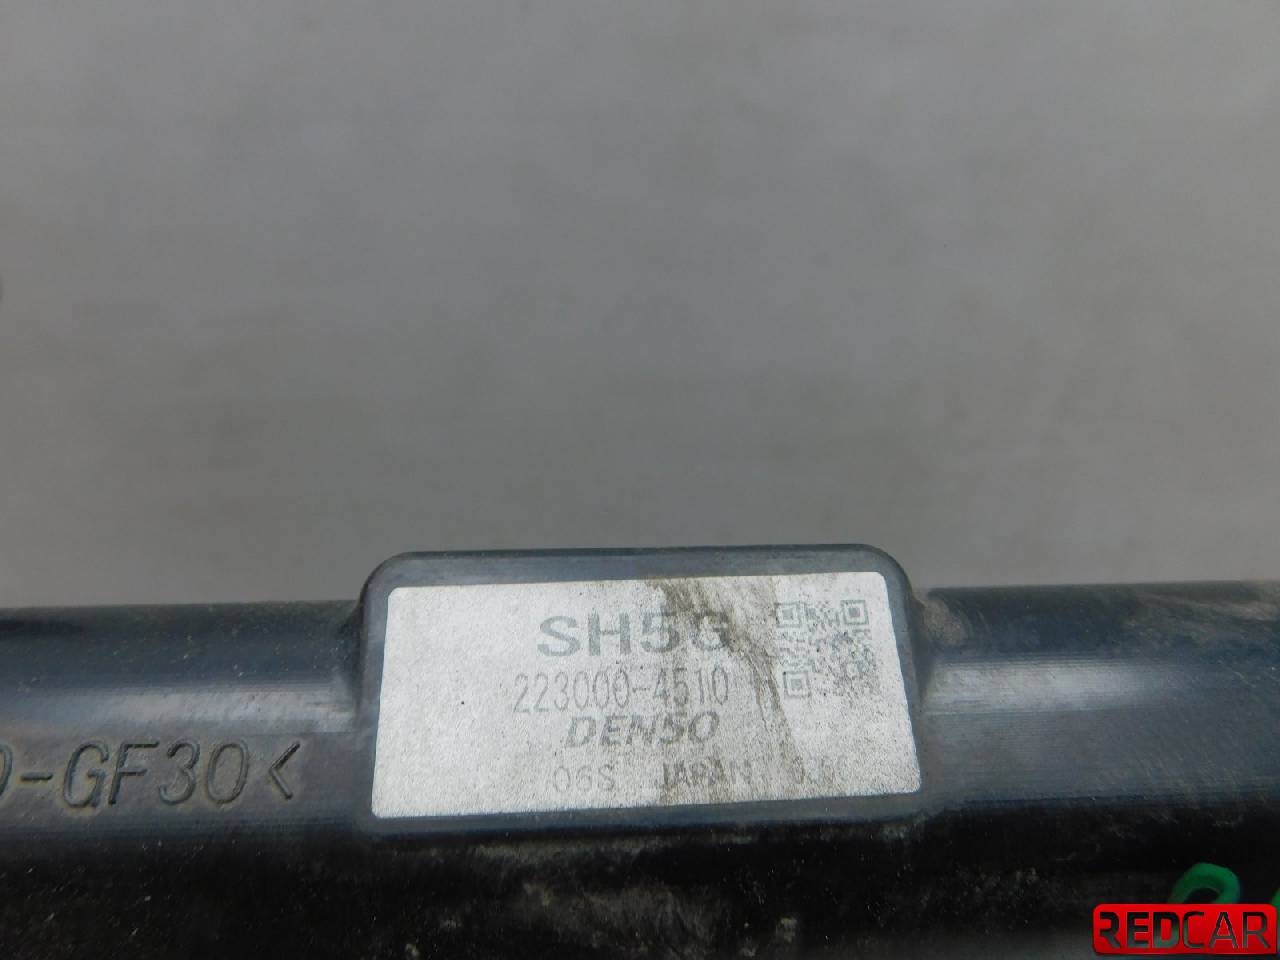 SH5G
223000-4510
DENSO
06S JAPAN
-GF30<
REDCAR